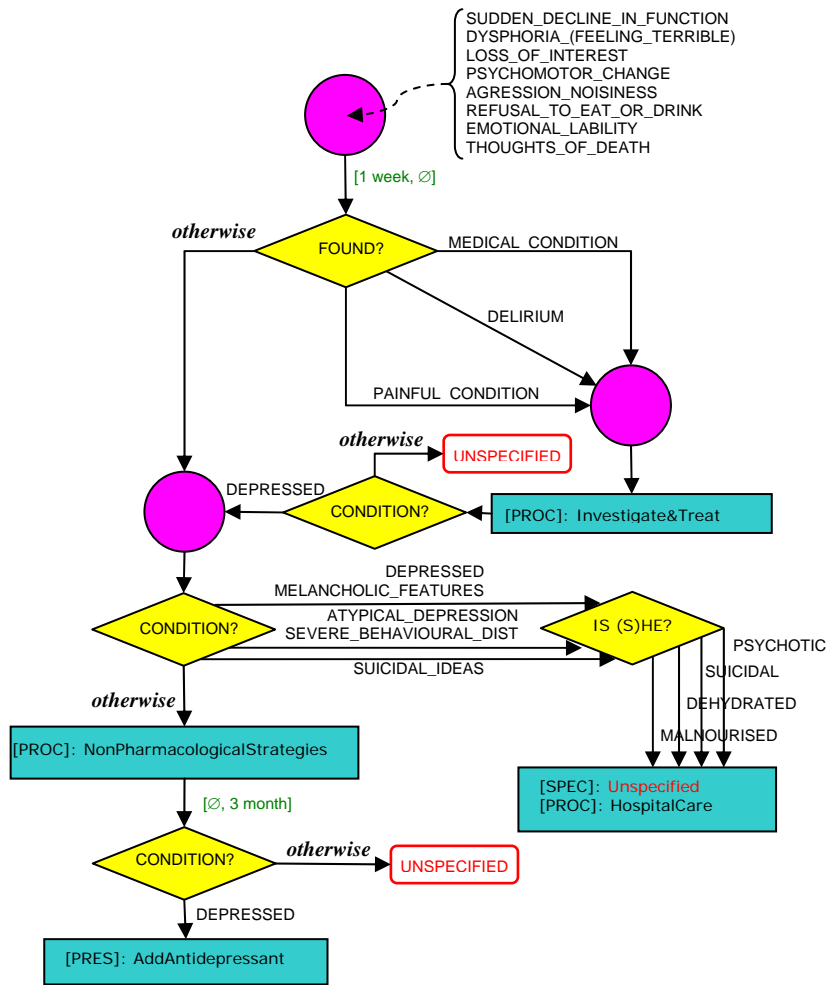 SUDDEN_DECLINE_IN_FUNCTION
DYSPHORIA_(FEELING_TERRIBLE)
LOSS_OF_INTEREST
PSYCHOMOTOR_CHANGE
AGRESSION_NOISINESS
REFUSAL_TO_EAT_OR_DRINK
EMOTIONAL_LABILITY
THOUGHTS_OF_DEATH
[1 week, ∅]
otherwise
FOUND?
MEDICAL_CONDITION
DELIRIUM
PAINFUL_CONDITION
otherwise
UNSPECIFIED
DEPRESSED
CONDITION?
[PROC]: Investigate&Treat
DEPRESSED
MELANCHOLIC_FEATURES
ATYPICAL_DEPRESSION
SEVERE_BEHAVIOURAL_DIST
SUICIDAL_IDEAS
CONDITION?
IS (S)HE?
PSYCHOTIC
SUICIDAL
DEHYDRATED
MALNOURISED
otherwise
[PROC]: NonPharmacologicalStrategies
[SPEC]: Unspecified
[PROC]: HospitalCare
[∅, 3 month]
CONDITION?
otherwise
UNSPECIFIED
DEPRESSED
[PRES]: AddAntidepressant